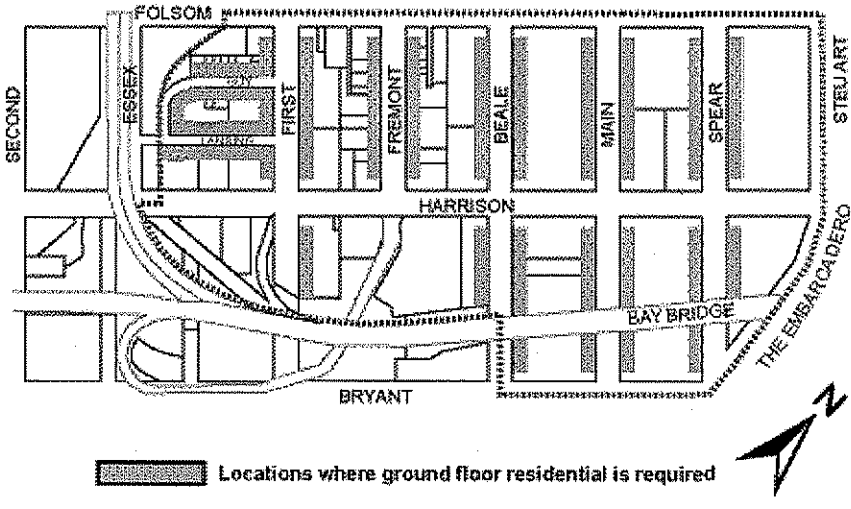 FOLSOM
SECOND
ESSEX
FIRST
FREMONT
BEALE
MAIN
SPEAR
STEUART
LANSING
HARRISON
BAY BRIDGE
THE EMBARCADERO
BRYANT
N
Locations where ground floor residential is required